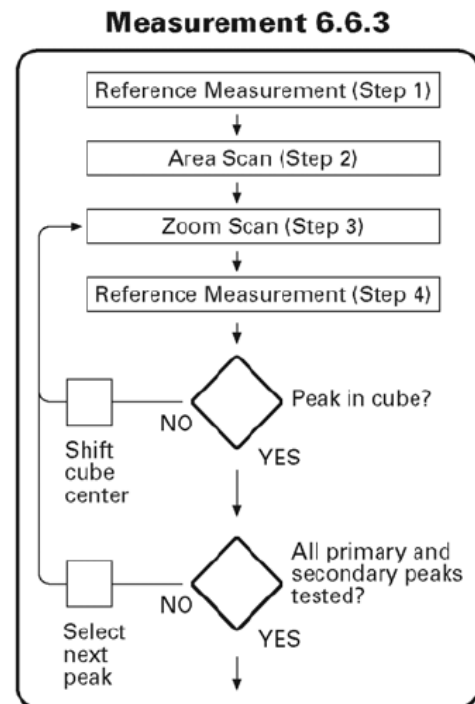 Measurement 6.6.3
Reference Measurement (Step 1)
Area Scan (Step 2)
Zoom Scan (Step 3)
Reference Measurement (Step 4)
Peak in cube?
NO
YES
Shift
cube
center
All primary and
secondary peaks
tested?
NO
YES
Select
next
peak